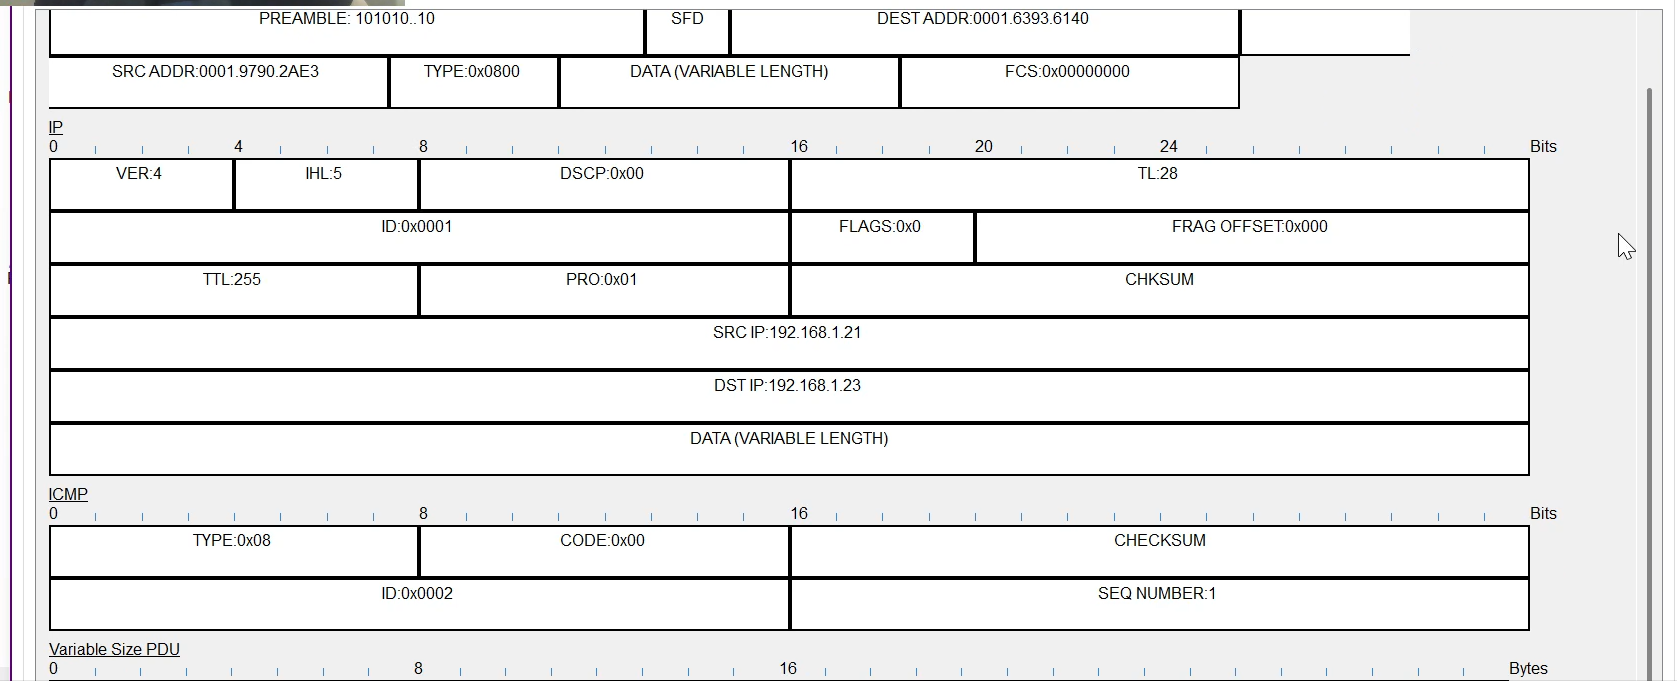 PREAMBLE: 101010..10 SFD DEST ADDR:0001.6393.6140
SRC ADDR:0001.9790.2AE3 TYPE:0x0800 DATA (VARIABLE LENGTH) FCS:0x00000000
IP
0 4 8 16 20 24 Bits
VER:4 IHL:5 DSCP:0x00 TL:28
ID:0x0001 FLAGS:0x0 FRAG OFFSET:0x000
TTL:255 PRO:0x01 CHKSUM
SRC IP:192.168.1.21
DST IP:192.168.1.23
DATA (VARIABLE LENGTH)
ICMP
0 8 16 Bits
TYPE:0x08 CODE:0x00 CHECKSUM
ID:0x0002 SEQ NUMBER:1
Variable Size PDU
0 8 16 Bytes